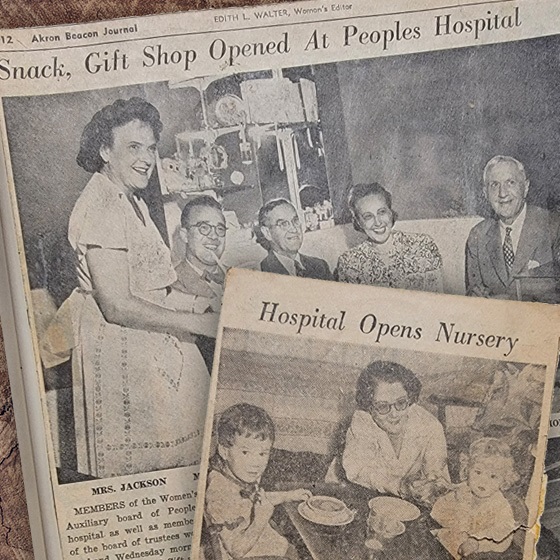 12 Akron Beacon Journal
EDITH L. WALTER, Woman's Editor
Snack, Gift Shop Opened At Peoples Hospital
Hospital Opens Nursery
MRS. JACKSON
MEMBERS of the Women's
Auxiliary board of People
hospital as well as membe
of the board of trustees w
hand Wednesday morn